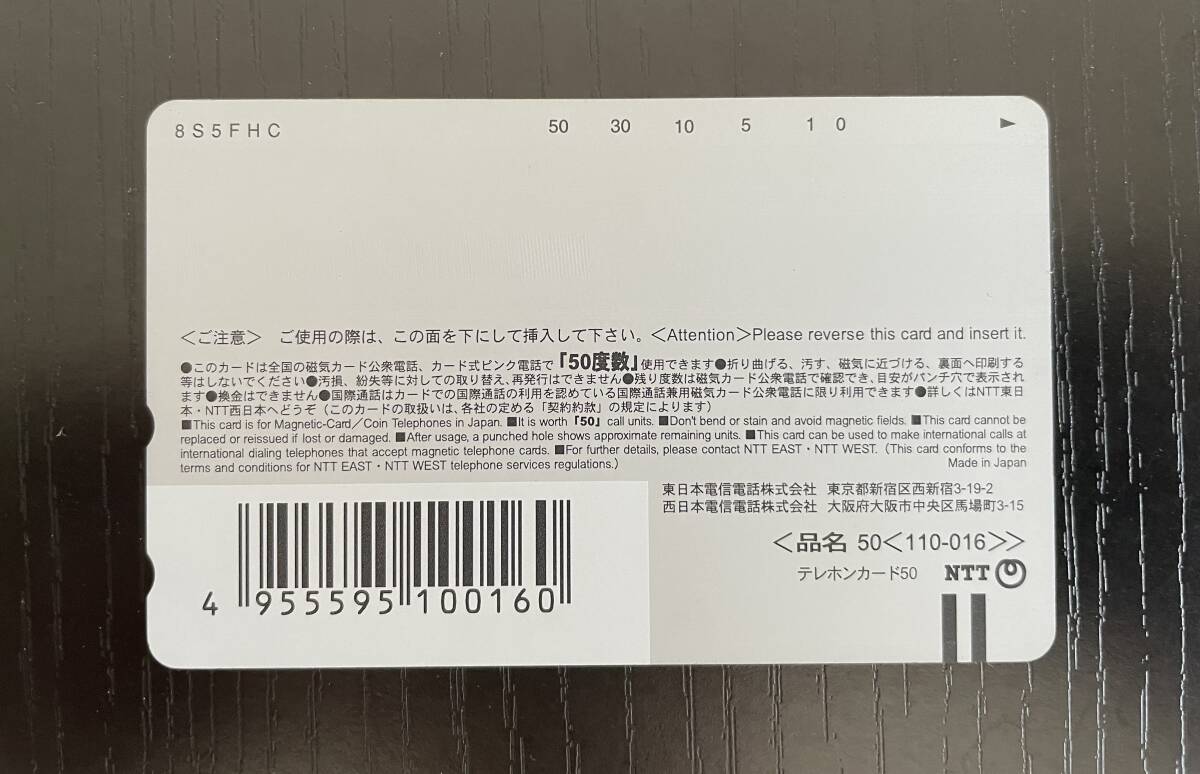 8S5FHC 50 30 10 5 1 0 ►
＜ご注意＞ ご使用の際は、この面を下にして挿入して下さい。＜Attention＞Please reverse this card and insert it.
●このカードは全国の磁気カード公衆電話、カード式ピンク電話で「50度数」使用できます●折り曲げる、汚す、磁気に近づける、裏面へ印刷する
等はしないでください●汚損、紛失等に対しての取り替え、再発行はできません●残り度数は磁気カード公衆電話で確認でき、目安がパンチ穴で表示されま
す●換金はできません●国際通話はカードでの国際通話の利用を認めている国際通話兼用磁気カード公衆電話に限り利用できます●詳しくはNTT東日
本・NTT西日本へどうぞ（このカードの取扱いは、各社の定める「契約約款」の規定によります）
■This card is for Magnetic-Card／Coin Telephones in Japan. ■It is worth「50」call units. ■Don't bend or stain and avoid magnetic fields. ■This card cannot be
replaced or reissued if lost or damaged. ■After usage, a punched hole shows approximate remaining units. ■This card can be used to make international calls at
international dialing telephones that accept magnetic telephone cards. ■For further details, please contact NTT EAST・NTT WEST. (This card conforms to the
terms and conditions for NTT EAST・NTT WEST telephone services regulations.) Made in Japan
東日本電信電話株式会社 東京都新宿区西新宿3-19-2
西日本電信電話株式会社 大阪府大阪市中央区馬場町3-15
＜品名 50＜110-016＞＞
テレホンカード50 NTT
4 955595 100160